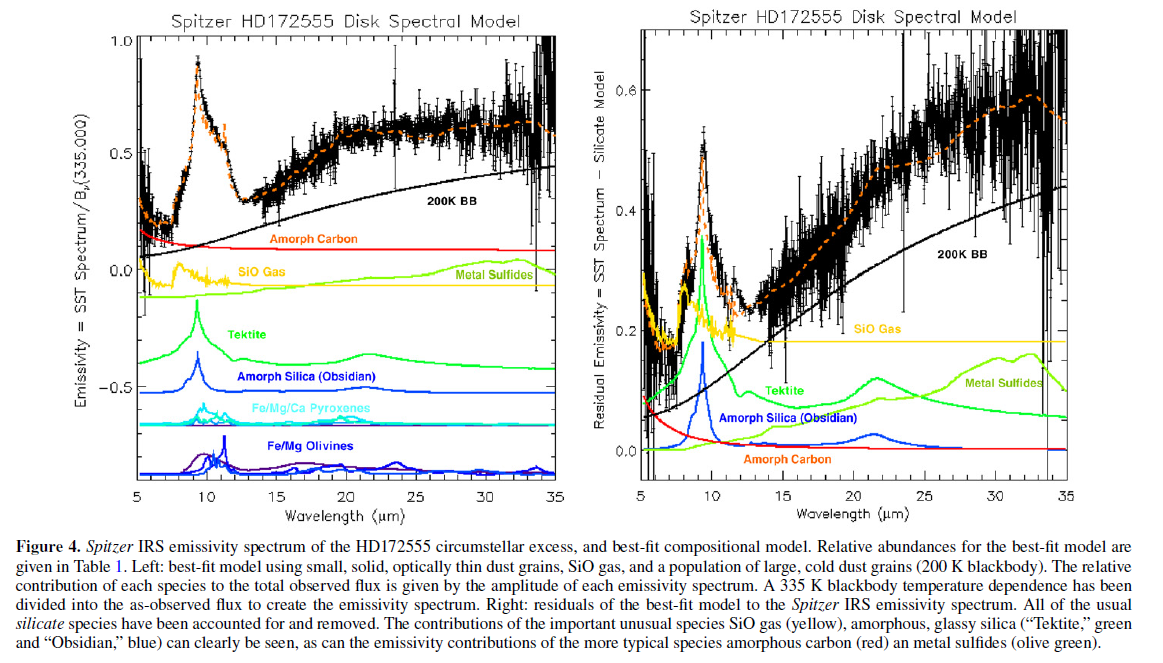 Spitzer HD172555 Disk Spectral Model
Emissivity = SST Spectrum/Bν(335.000)
1.0
0.5
0.0
−0.5
200K BB
Amorph Carbon
SiO Gas
Metal Sulfides
Tektite
Amorph Silica (Obsidian)
Fe/Mg/Ca Pyroxenes
Fe/Mg Olivines
5 10 15 20 25 30 35
Wavelength (μm)
Spitzer HD172555 Disk Spectral Model
Residual Emissivity = SST Spectrum − Silicate Model
0.6
0.4
0.2
0.0
200K BB
SiO Gas
Metal Sulfides
Tektite
Amorph Silica (Obsidian)
Amorph Carbon
5 10 15 20 25 30 35
Wavelength (μm)
Figure 4. Spitzer IRS emissivity spectrum of the HD172555 circumstellar excess, and best-fit compositional model. Relative abundances for the best-fit model are
given in Table 1. Left: best-fit model using small, solid, optically thin dust grains, SiO gas, and a population of large, cold dust grains (200 K blackbody). The relative
contribution of each species to the total observed flux is given by the amplitude of each emissivity spectrum. A 335 K blackbody temperature dependence has been
divided into the as-observed flux to create the emissivity spectrum. Right: residuals of the best-fit model to the Spitzer IRS emissivity spectrum. All of the usual
silicate species have been accounted for and removed. The contributions of the important unusual species SiO gas (yellow), amorphous, glassy silica (“Tektite,” green
and “Obsidian,” blue) can clearly be seen, as can the emissivity contributions of the more typical species amorphous carbon (red) an metal sulfides (olive green).